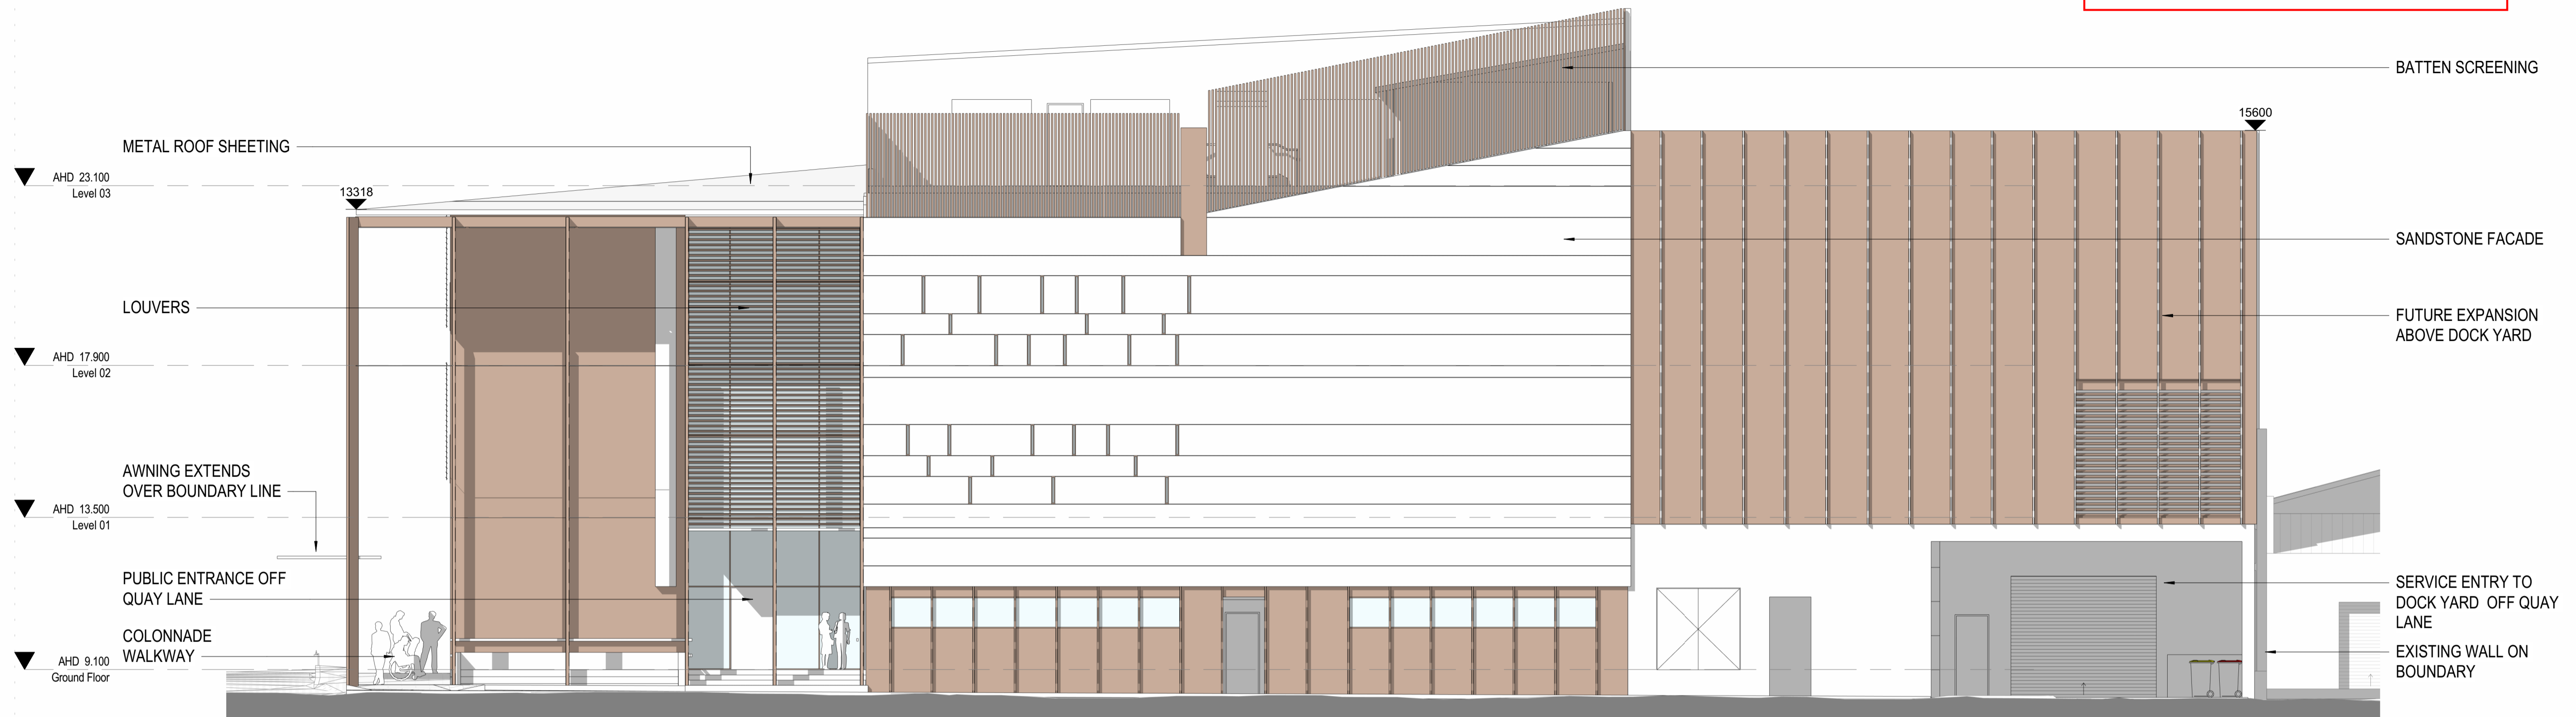 METAL ROOF SHEETING
AHD 23.100
Level 03
13318
LOUVERS
AHD 17.900
Level 02
AWNING EXTENDS
OVER BOUNDARY LINE
AHD 13.500
Level 01
PUBLIC ENTRANCE OFF
QUAY LANE
COLONNADE
WALKWAY
AHD 9.100
Ground Floor
BATTEN SCREENING
15600
SANDSTONE FACADE
FUTURE EXPANSION
ABOVE DOCK YARD
SERVICE ENTRY TO
DOCK YARD OFF QUAY
LANE
EXISTING WALL ON
BOUNDARY